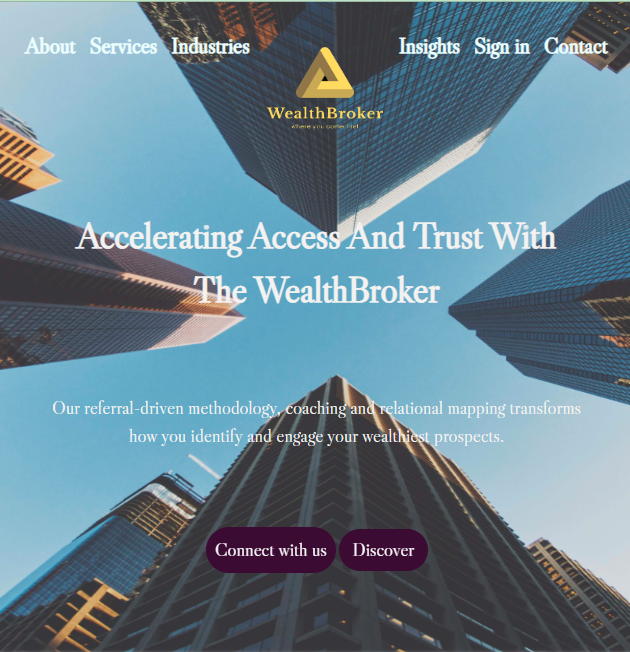 About Services Industries
Insights Sign in Contact
WealthBroker
where you come first
Accelerating Access And Trust With
The WealthBroker
Our referral-driven methodology, coaching and relational mapping transforms
how you identify and engage your wealthiest prospects.
Connect with us Discover